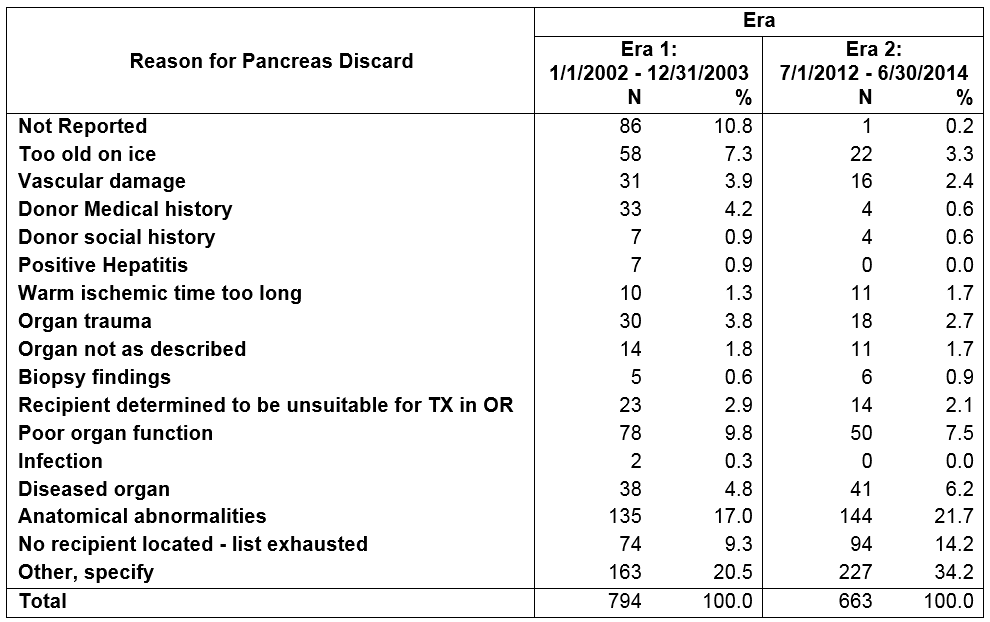 Reason for Pancreas Discard Era
Era 1: Era 2:
1/1/2002 - 12/31/2003 7/1/2012 - 6/30/2014
N % N %
Not Reported 86 10.8 1 0.2
Too old on ice 58 7.3 22 3.3
Vascular damage 31 3.9 16 2.4
Donor Medical history 33 4.2 4 0.6
Donor social history 7 0.9 4 0.6
Positive Hepatitis 7 0.9 0 0.0
Warm ischemic time too long 10 1.3 11 1.7
Organ trauma 30 3.8 18 2.7
Organ not as described 14 1.8 11 1.7
Biopsy findings 5 0.6 6 0.9
Recipient determined to be unsuitable for TX in OR 23 2.9 14 2.1
Poor organ function 78 9.8 50 7.5
Infection 2 0.3 0 0.0
Diseased organ 38 4.8 41 6.2
Anatomical abnormalities 135 17.0 144 21.7
No recipient located - list exhausted 74 9.3 94 14.2
Other, specify 163 20.5 227 34.2
Total 794 100.0 663 100.0